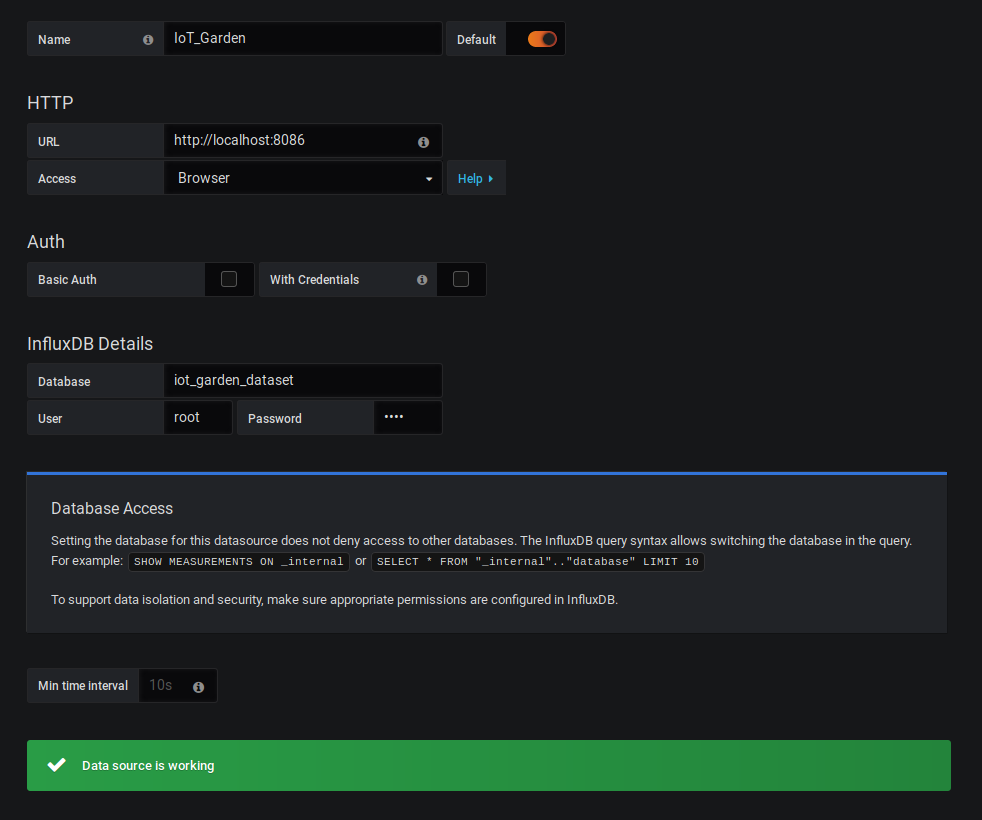 Name IoT_Garden Default
HTTP
URL http://localhost:8086
Access Browser Help
Auth
Basic Auth With Credentials
InfluxDB Details
Database iot_garden_dataset
User root Password ••••
Database Access
Setting the database for this datasource does not deny access to other databases. The InfluxDB query syntax allows switching the database in the query.
For example: SHOW MEASUREMENTS ON _internal or SELECT * FROM "_internal".."database" LIMIT 10
To support data isolation and security, make sure appropriate permissions are configured in InfluxDB.
Min time interval 10s
Data source is working